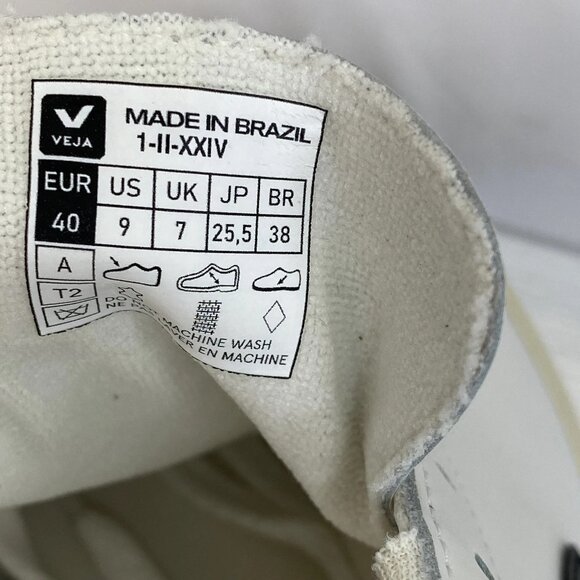 VEJA
MADE IN BRAZIL
1-II-XXIV
EUR US UK JP BR
40 9 7 25,5 38
A
T2
MACHINE WASH
EN MACHINE